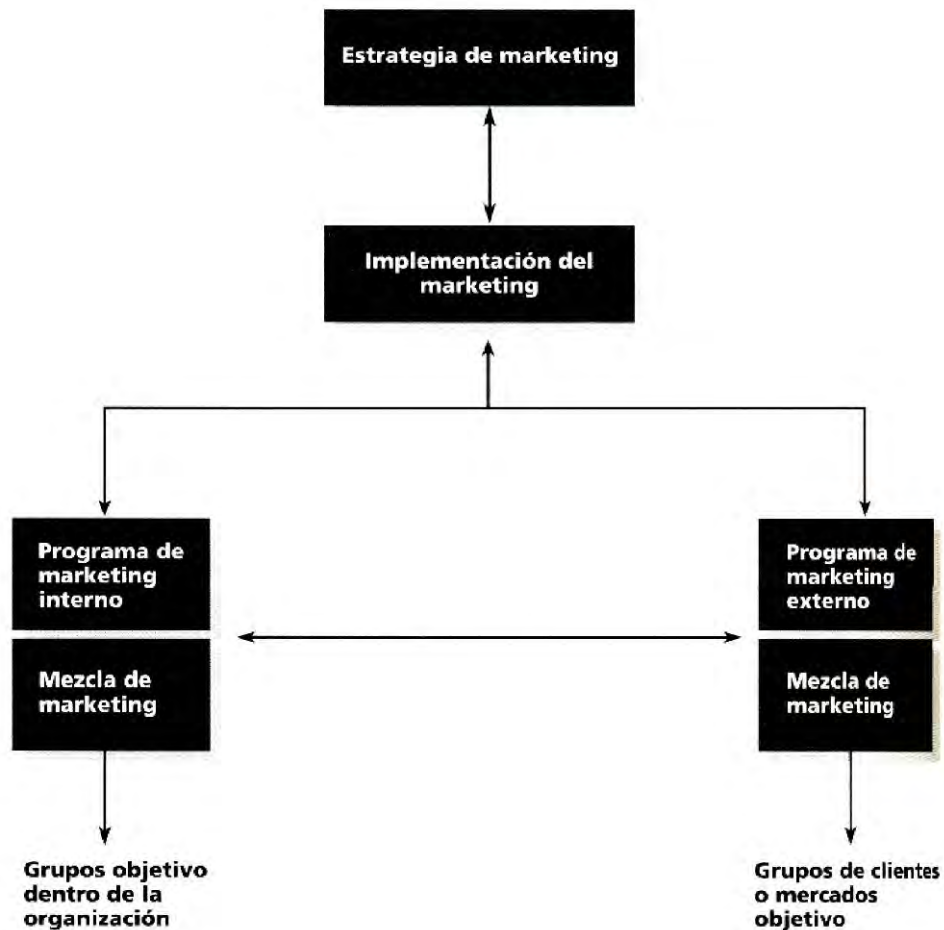 Estrategia de marketing
Implementación del
marketing
Programa de
marketing
interno
Mezcla de
marketing
Grupos objetivo
dentro de la
organización
Programa de
marketing
externo
Mezcla de
marketing
Grupos de clientes
o mercados
objetivo